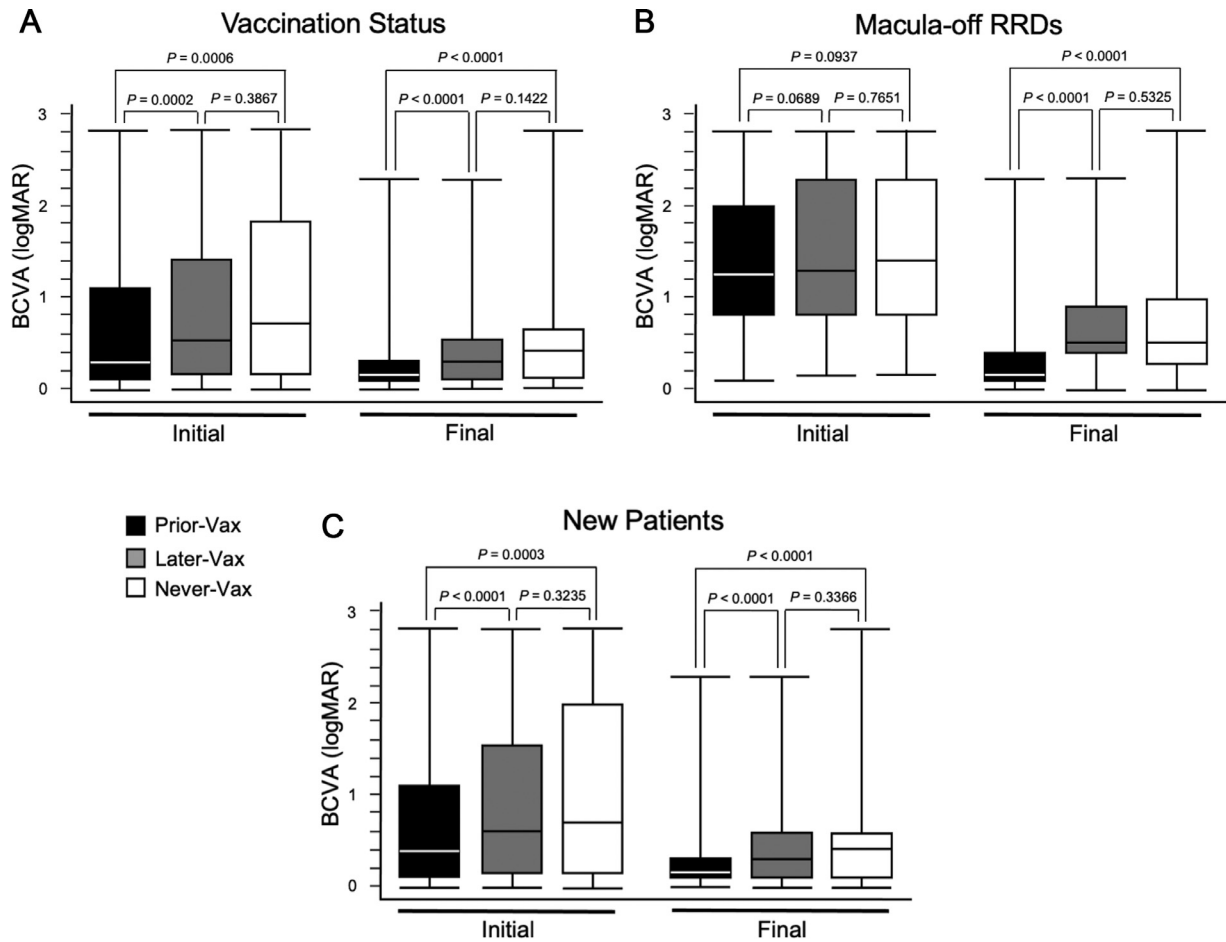 A
Vaccination Status
P = 0.0006
P < 0.0001
P = 0.0002
P = 0.3867
P < 0.0001
P = 0.1422
BCVA (logMAR)
3
2
1
0
Initial
Final
B
Macula-off RRDs
P = 0.0937
P < 0.0001
P = 0.0689
P = 0.7651
P < 0.0001
P = 0.5325
BCVA (logMAR)
3
2
1
0
Initial
Final
Prior-Vax
Later-Vax
Never-Vax
C
New Patients
P = 0.0003
P < 0.0001
P < 0.0001
P = 0.3235
P < 0.0001
P = 0.3366
BCVA (logMAR)
3
2
1
0
Initial
Final